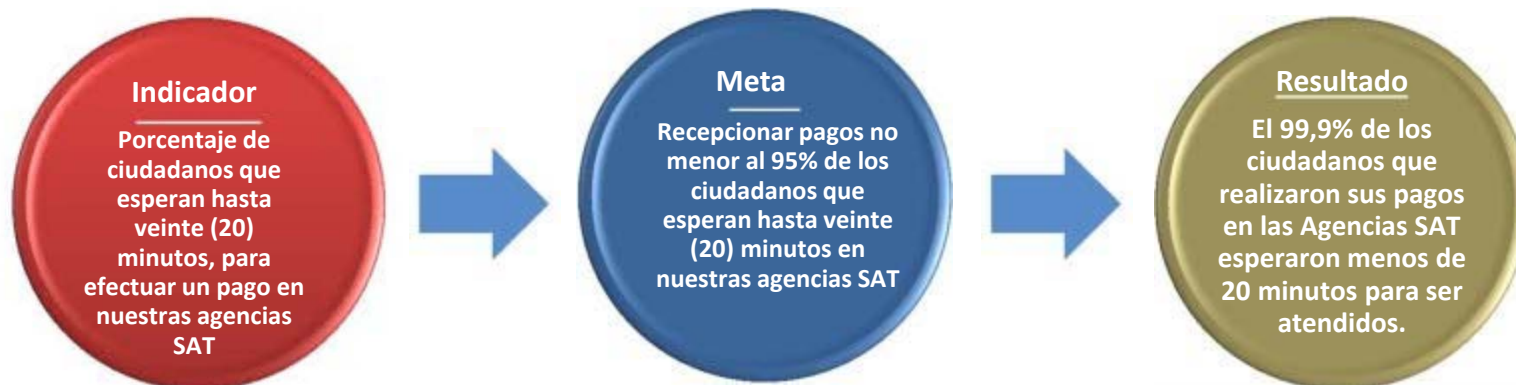 Indicador
Porcentaje de
ciudadanos que
esperan hasta
veinte (20)
minutos, para
efectuar un pago en
nuestras agencias
SAT
Meta
Recepcionar pagos no
menor al 95% de los
ciudadanos que
esperan hasta veinte
(20) minutos en
nuestras agencias SAT
Resultado
El 99,9% de los
ciudadanos que
realizaron sus pagos
en las Agencias SAT
esperaron menos de
20 minutos para ser
atendidos.